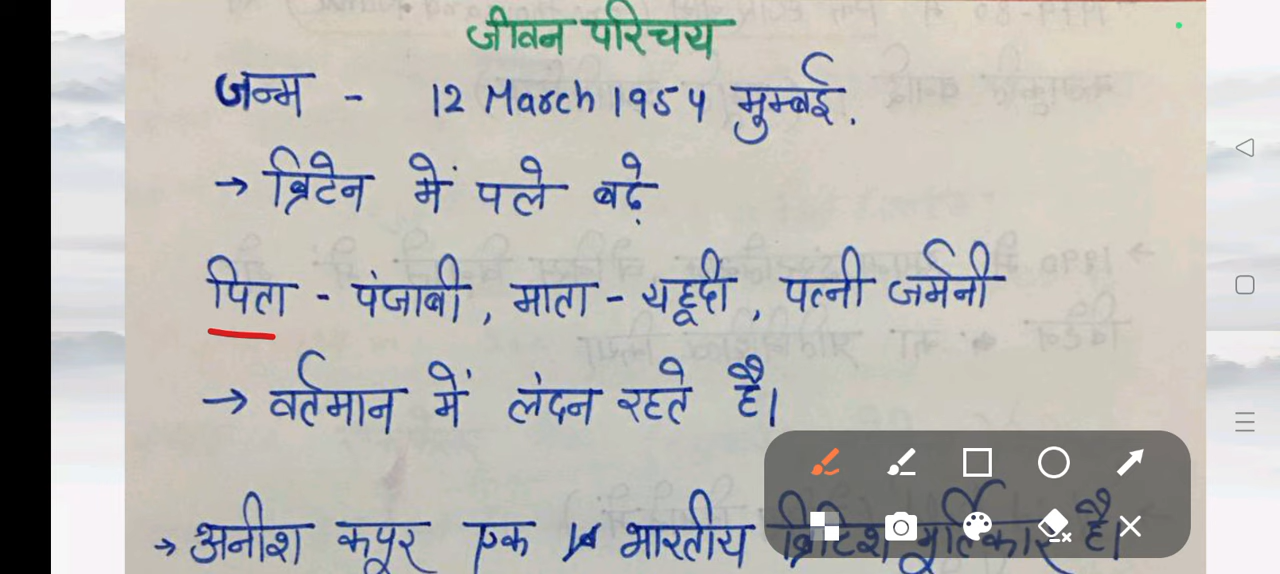 जीवन परिचय
जन्म - 12 March 1954 मुम्बई.
→ ब्रिटेन में पले बढ़े
पिता - पंजाबी, माता - यहूदी, पत्नी जर्मनी
→ वर्तमान में लंदन रहते है।
→ अनीश कपूर एक भारतीय ब्रिटिश मूर्तिकार है।